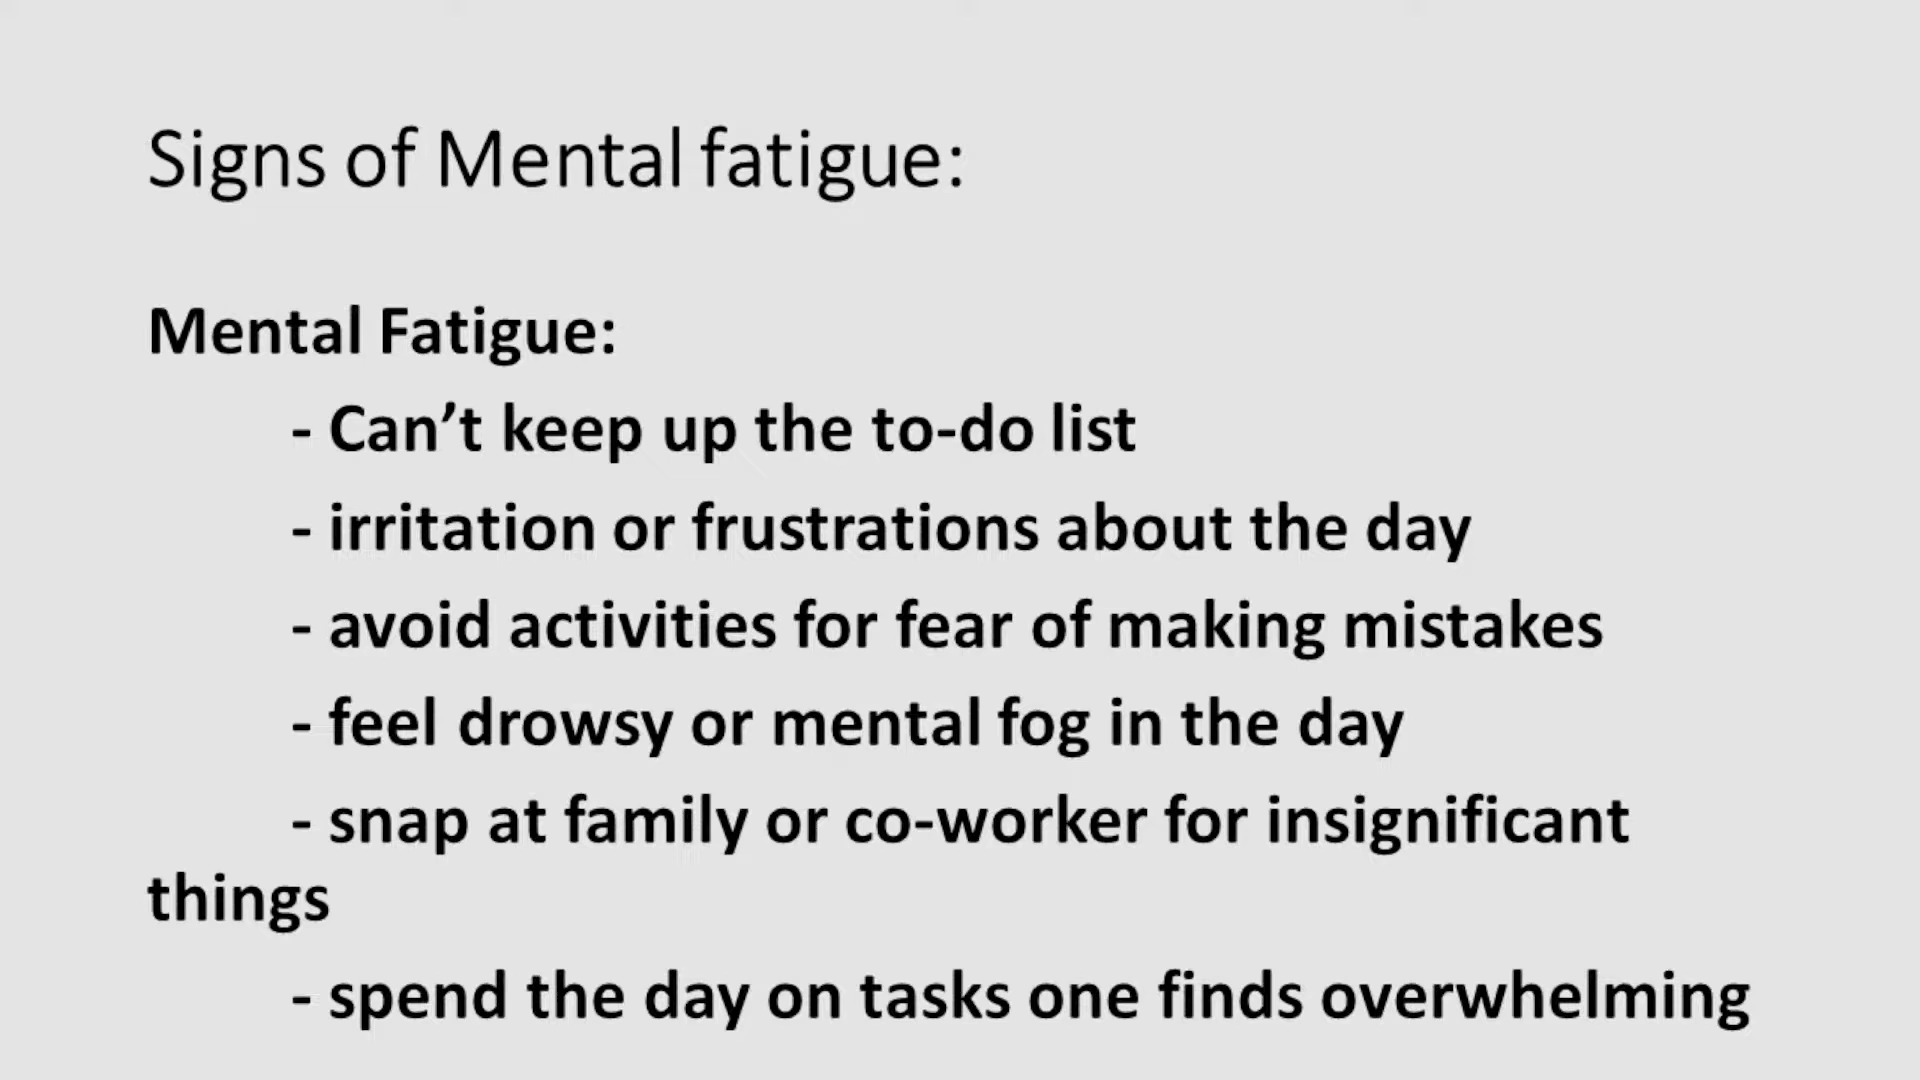 Signs of Mental fatigue:
Mental Fatigue:
- Can’t keep up the to-do list
- irritation or frustrations about the day
- avoid activities for fear of making mistakes
- feel drowsy or mental fog in the day
- snap at family or co-worker for insignificant
things
- spend the day on tasks one finds overwhelming